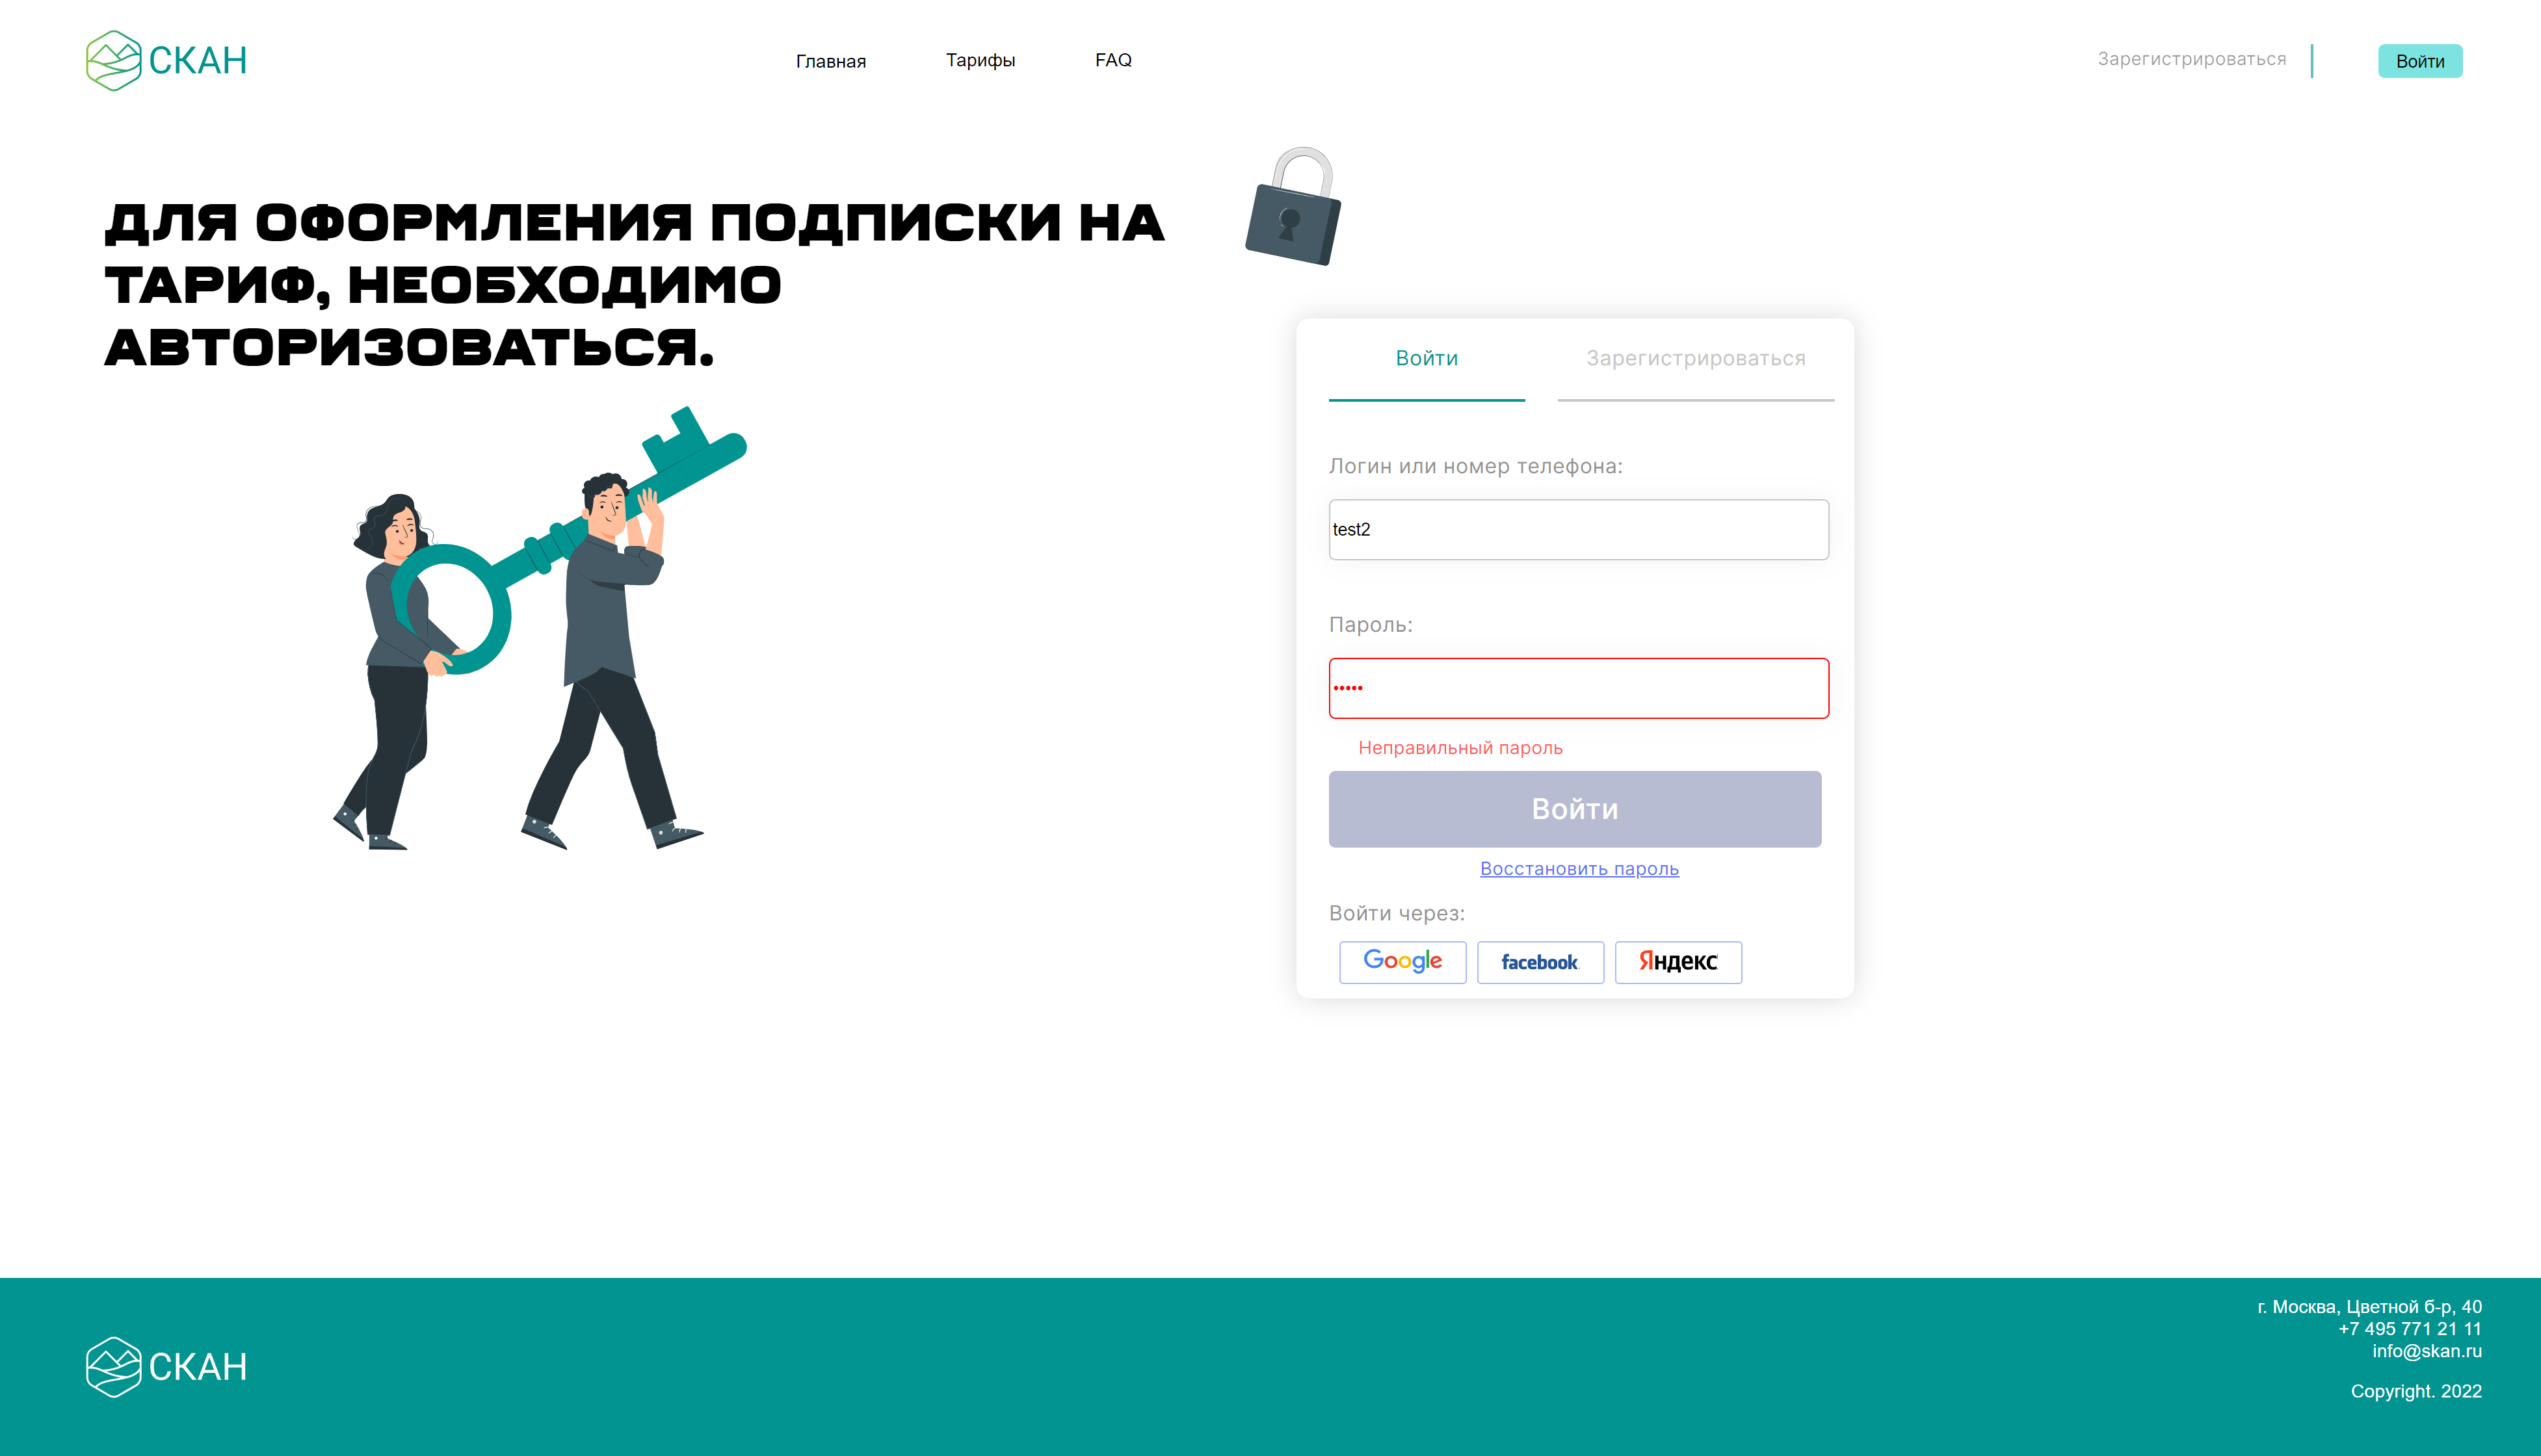 СКАН
Главная
Тарифы
FAQ
Зарегистрироваться
Войти
ДЛЯ ОФОРМЛЕНИЯ ПОДПИСКИ НА
ТАРИФ, НЕОБХОДИМО
АВТОРИЗОВАТЬСЯ.
Войти
Зарегистрироваться
Логин или номер телефона:
test2
Пароль:
•••••
Неправильный пароль
Войти
Восстановить пароль
Войти через:
Google
facebook
Яндекс
СКАН
г. Москва, Цветной б-р, 40
+7 495 771 21 11
info@skan.ru
Copyright. 2022